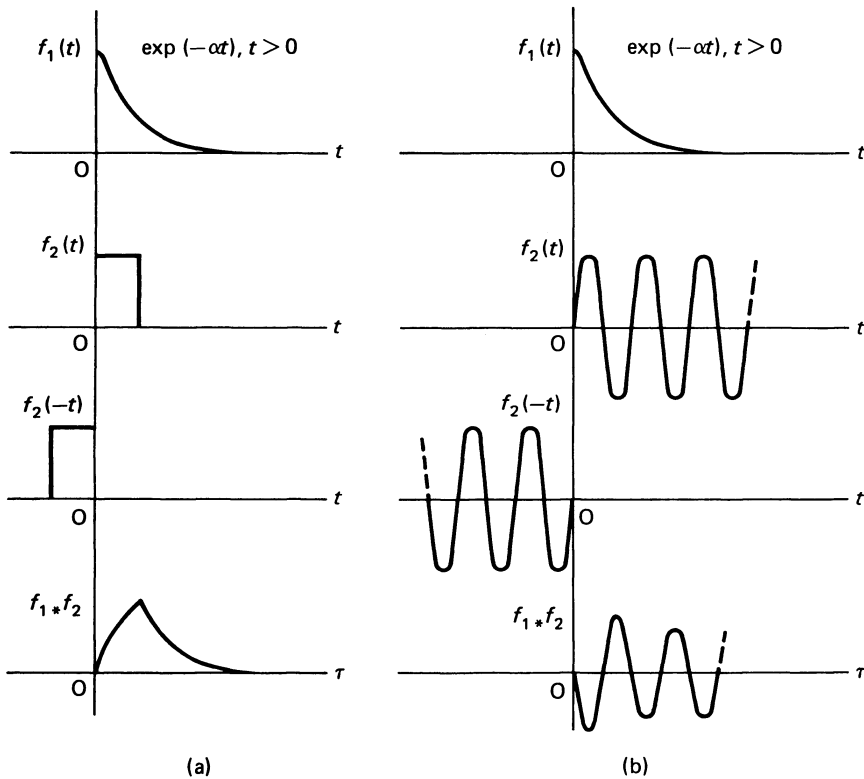 f₁(t)
exp (−αt), t > 0
t
O
f₂(t)
t
O
f₂(−t)
t
O
f₁ * f₂
τ
O
(a)
f₁(t)
exp (−αt), t > 0
t
O
f₂(t)
t
O
f₂(−t)
t
O
f₁ * f₂
τ
O
(b)